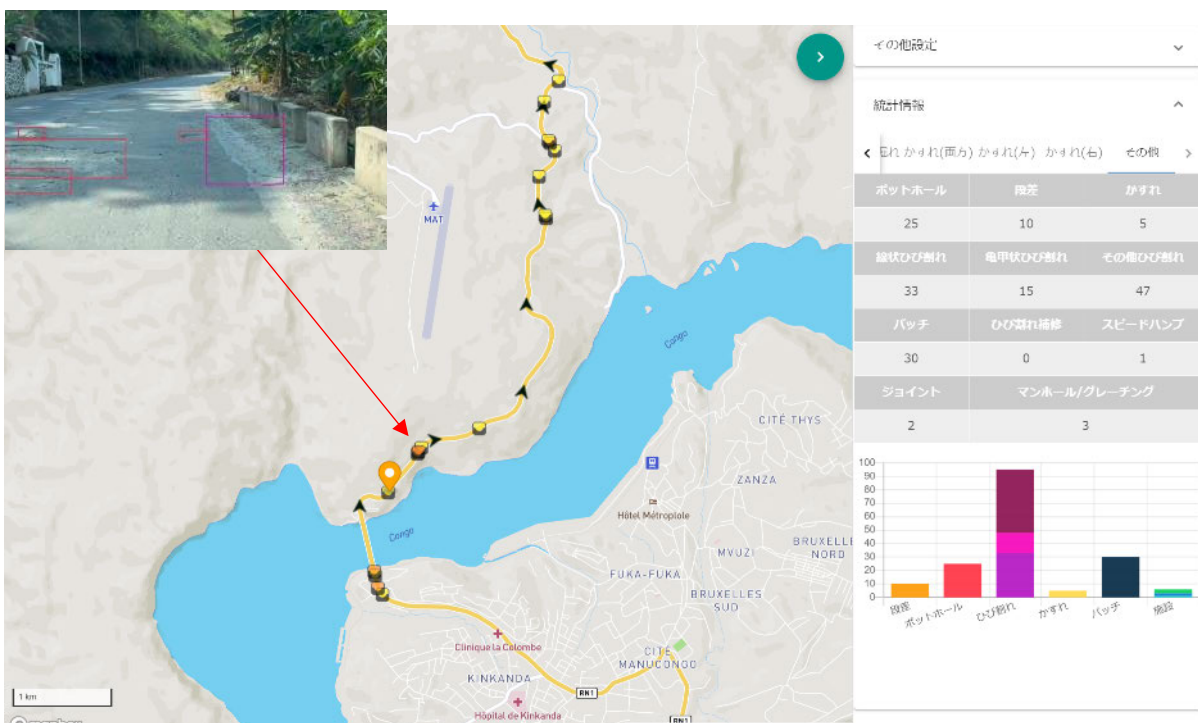 その他設定
統計情報
かすれ(両方) かすれ(左) かすれ(右) その他
ポットホール 段差 かすれ
25 10 5
線状ひび割れ 亀甲状ひび割れ その他ひび割れ
33 15 47
パッチ ひび割れ補修 スピードハンプ
30 0 1
ジョイント マンホール/グレーチング
2 3
100
90
80
70
60
50
40
30
20
10
0
段差 ポットホール ひび割れ かすれ パッチ 施設
MAT
Congo
CITÉ THYS
ZANZA
Hôtel Métroplole
Congo
MVUZI
BRUXELLE
NORD
FUKA-FUKA
BRUXELLES
SUD
Clinique la Colombe
CITÉ
MANUCONGO
KINKANDA
RN1
1 km
Hôpital de Kinkanda
RN1